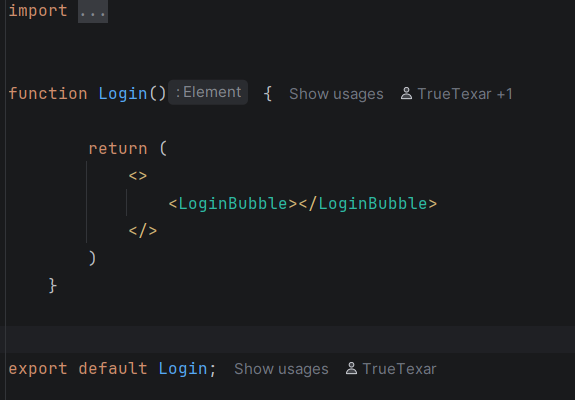 import ...
function Login() : Element { Show usages TrueTexar +1
return (
<>
<LoginBubble></LoginBubble>
</>
)
}
export default Login; Show usages TrueTexar